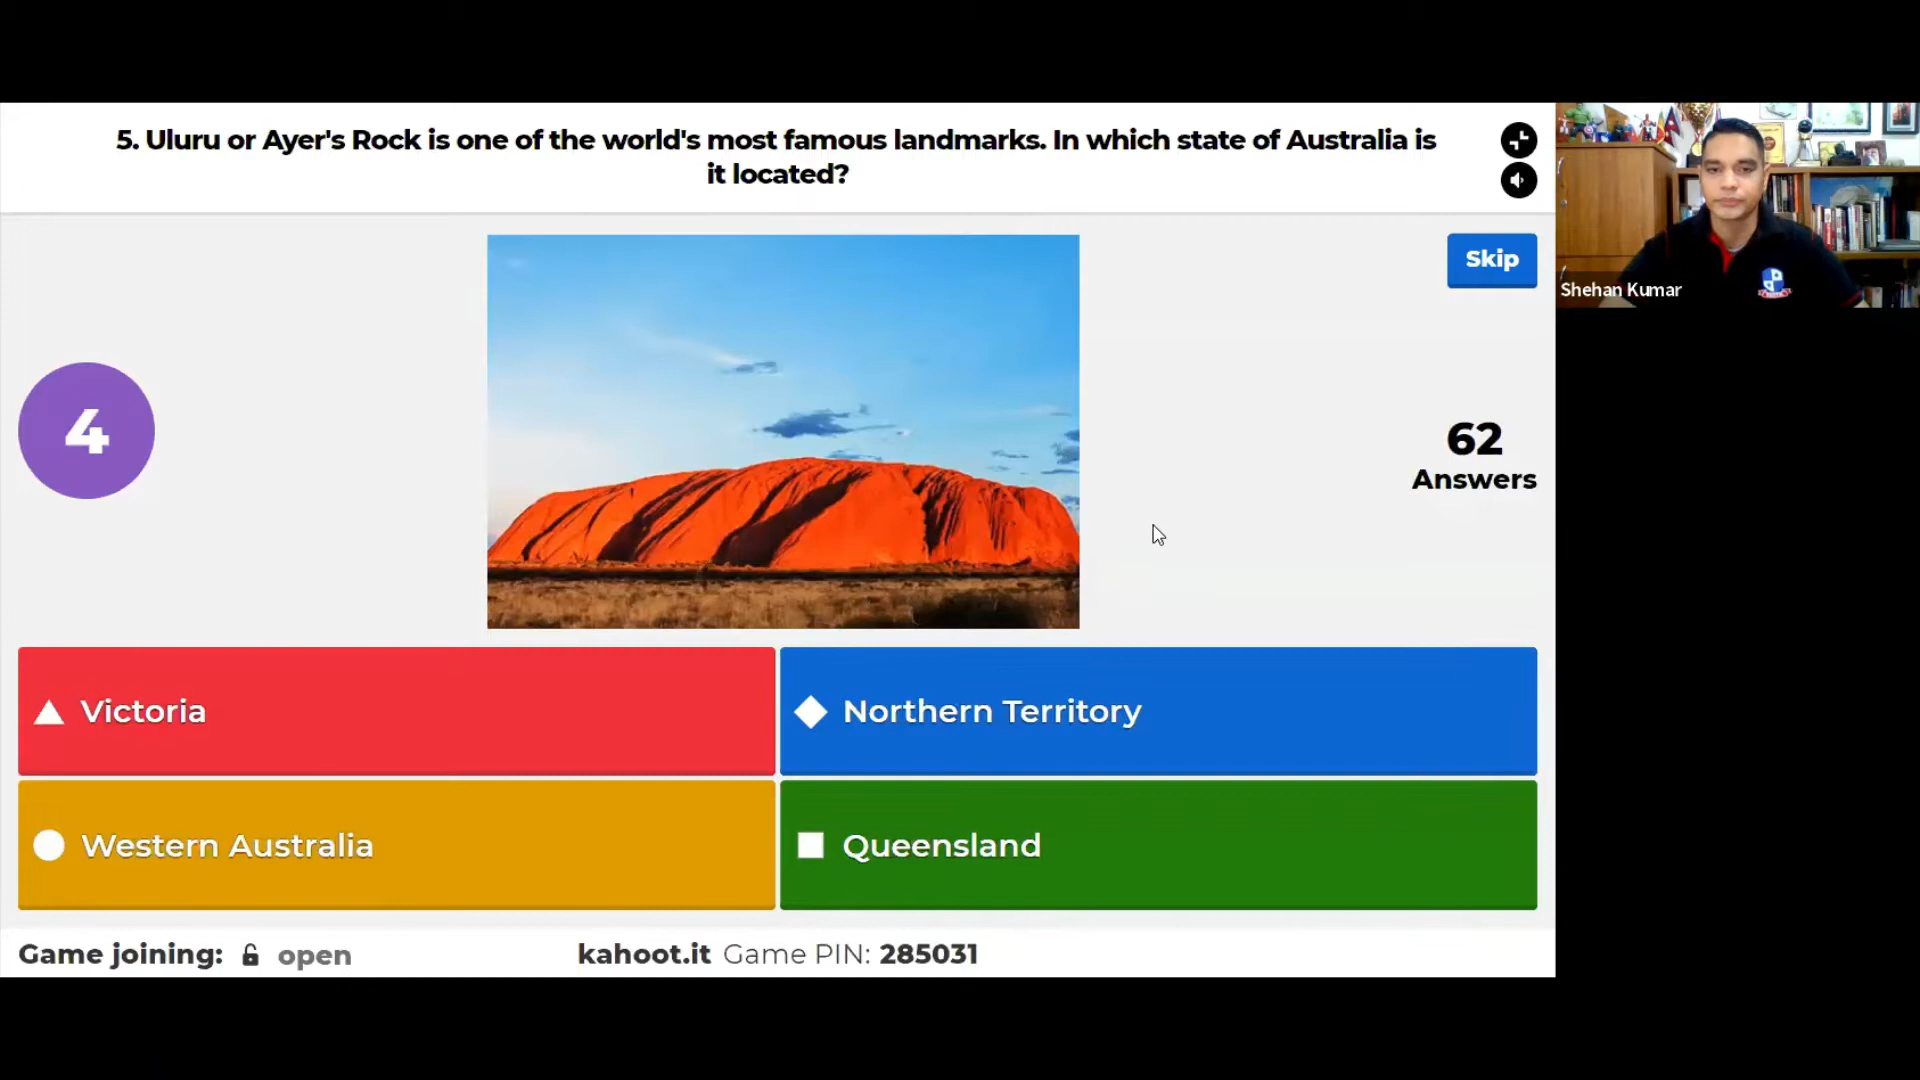 5. Uluru or Ayer's Rock is one of the world's most famous landmarks. In which state of Australia is
it located?
Skip
Shehan Kumar
4
62
Answers
Victoria
Northern Territory
Western Australia
Queensland
Game joining: open
kahoot.it Game PIN: 285031